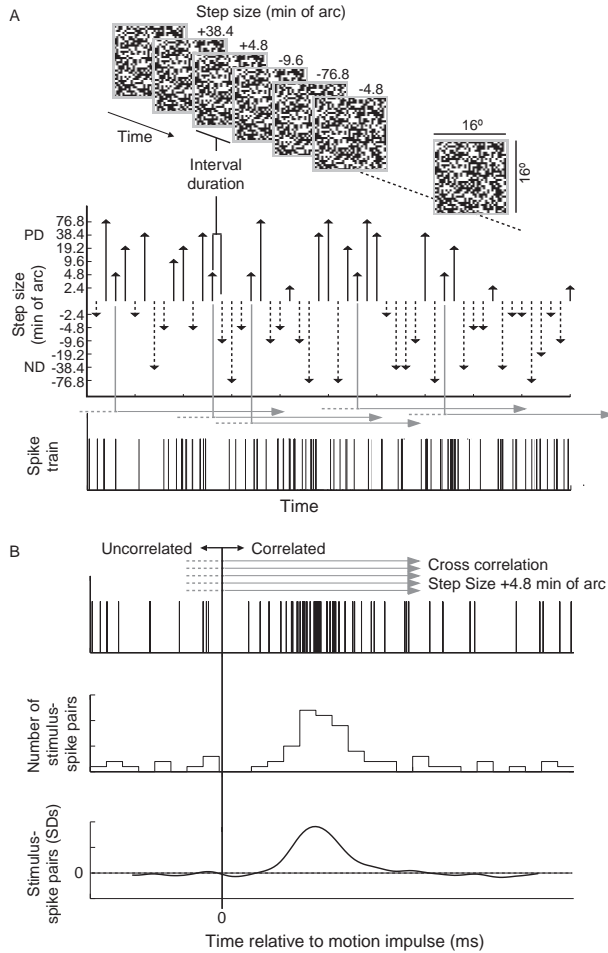 A
Step size (min of arc)
+38.4
+4.8
-9.6
-76.8
-4.8
Time
Interval
duration
16º
16º
PD
ND
Step size
(min of arc)
76.8
38.4
19.2
9.6
4.8
2.4
-2.4
-4.8
-9.6
-19.2
-38.4
-76.8
Spike
train
Time
B
Uncorrelated
Correlated
Cross correlation
Step Size +4.8 min of arc
Number of
stimulus-
spike pairs
Stimulus-
spike pairs (SDs)
0
0
Time relative to motion impulse (ms)